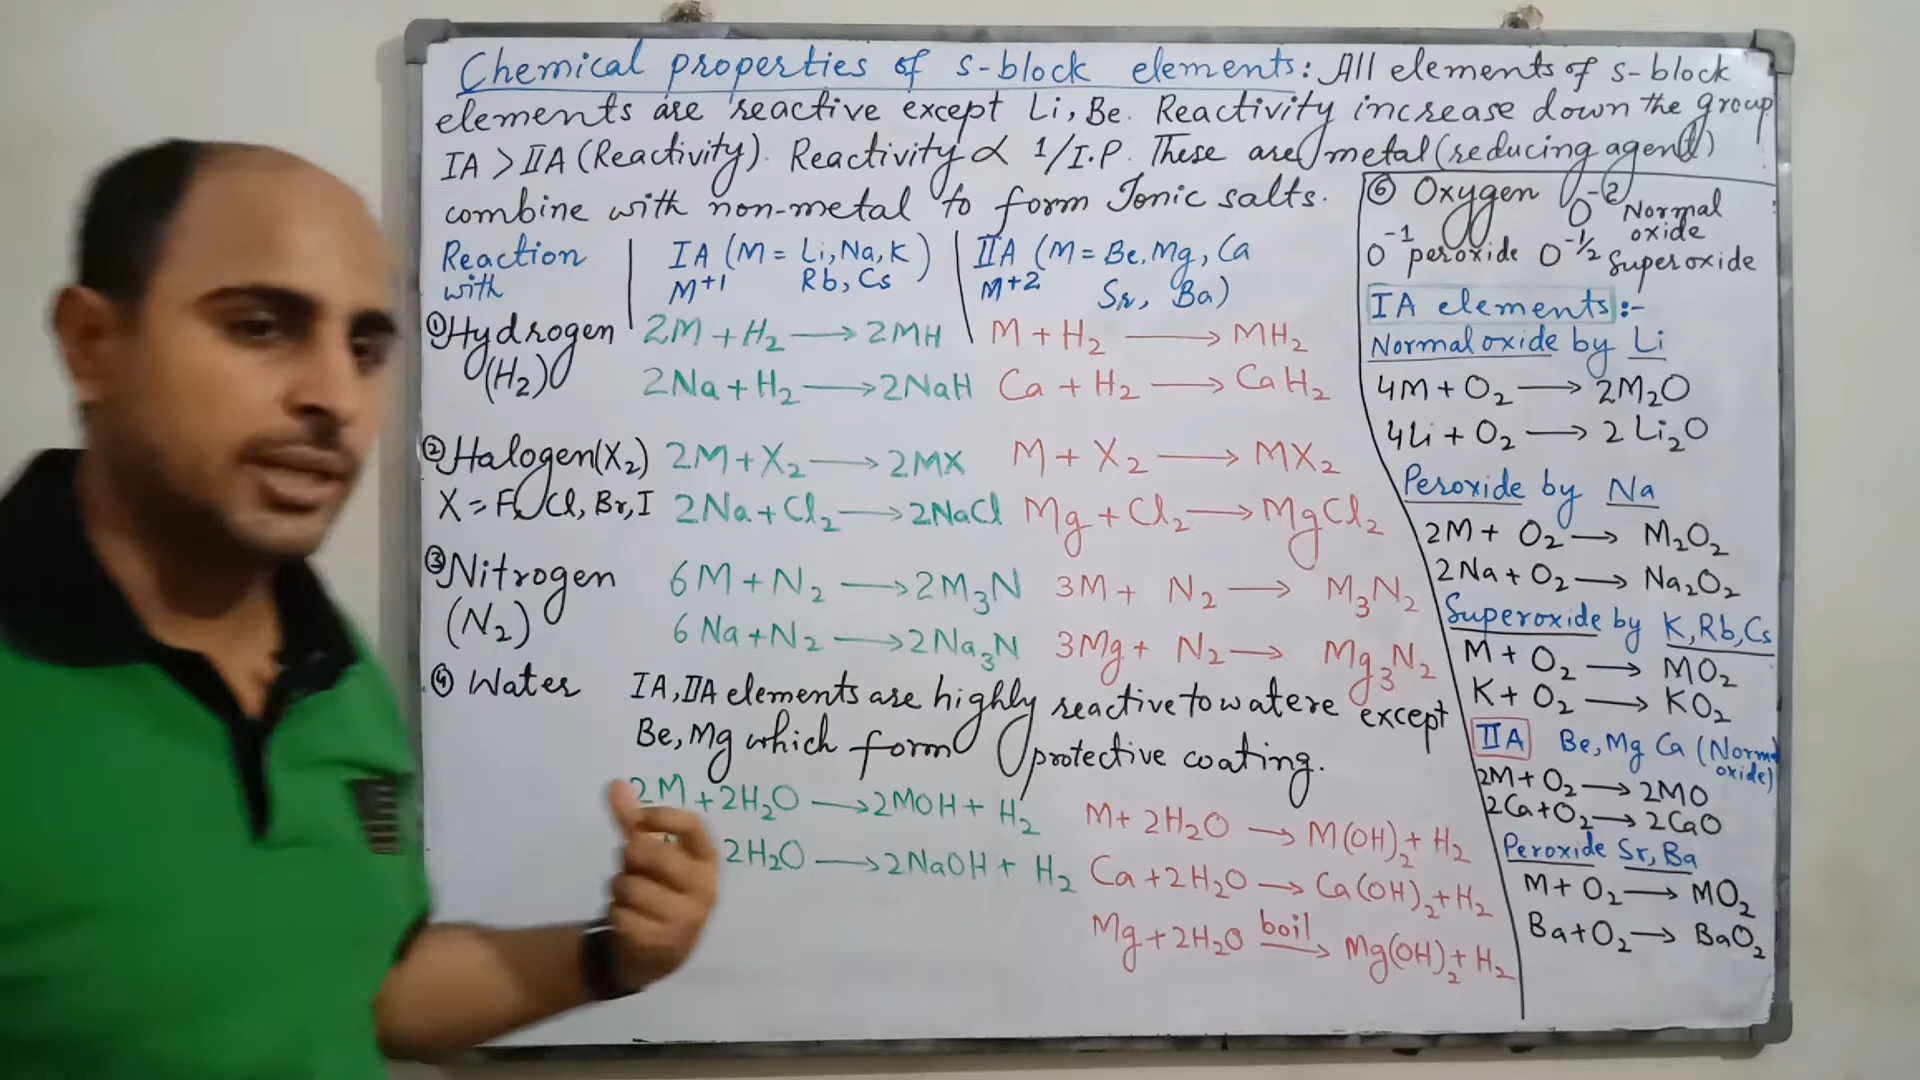 Chemical properties of s-block elements: All elements of s-block
elements are reactive except Li, Be. Reactivity increase down the group
IA > IIA (Reactivity). Reactivity ∝ 1/I.P. These are metal (reducing agent)
combine with non-metal to form Ionic salts.
Reaction with | IA (M = Li, Na, K Rb, Cs) M⁺¹ | IIA (M = Be, Mg, Ca Sr, Ba) M⁺²
① Hydrogen (H₂) 2M + H₂ → 2MH M + H₂ → MH₂
2Na + H₂ → 2NaH Ca + H₂ → CaH₂
② Halogen (X₂) 2M + X₂ → 2MX M + X₂ → MX₂
X = F, Cl, Br, I 2Na + Cl₂ → 2NaCl Mg + Cl₂ → MgCl₂
③ Nitrogen 6M + N₂ → 2M₃N 3M + N₂ → M₃N₂
(N₂) 6Na + N₂ → 2Na₃N 3Mg + N₂ → Mg₃N₂
④ Water IA, IIA elements are highly reactive to watere except
Be, Mg which form protective coating.
2M + 2H₂O → 2MOH + H₂ M + 2H₂O → M(OH)₂ + H₂
2H₂O → 2NaOH + H₂ Ca + 2H₂O → Ca(OH)₂ + H₂
Mg + 2H₂O boil→ Mg(OH)₂ + H₂
⑥ Oxygen O⁻² Normal oxide
O⁻¹ peroxide O⁻¹/² Superoxide
IA elements:-
Normal oxide by Li
4M + O₂ → 2M₂O
4Li + O₂ → 2Li₂O
Peroxide by Na
2M + O₂ → M₂O₂
2Na + O₂ → Na₂O₂
Superoxide by K, Rb, Cs
M + O₂ → MO₂
K + O₂ → KO₂
IIA Be, Mg Ca (Normal oxide)
2M + O₂ → 2MO
2Ca + O₂ → 2CaO
Peroxide Sr, Ba
M + O₂ → MO₂
Ba + O₂ → BaO₂